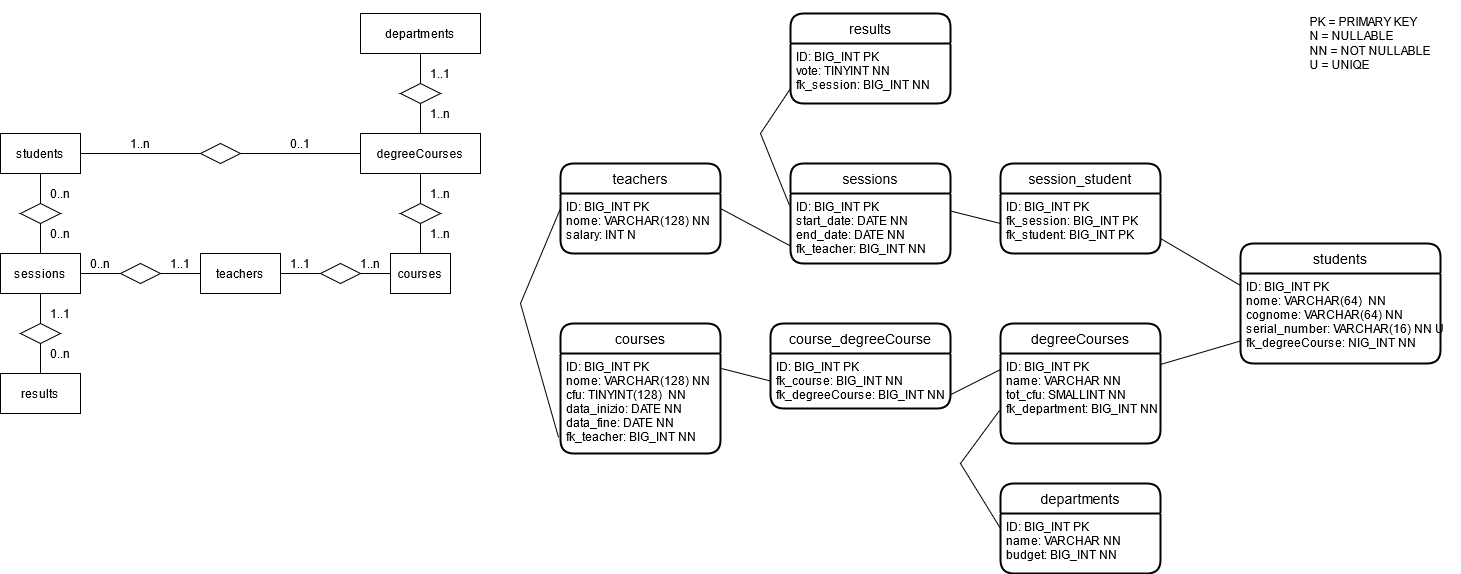 departments
1..1
1..n
students
1..n
0..1
degreeCourses
0..n
0..n
1..n
1..n
sessions
0..n
1..1
teachers
1..1
1..n
courses
1..1
0..n
results
results
ID: BIG_INT PK
vote: TINYINT NN
fk_session: BIG_INT NN
PK = PRIMARY KEY
N = NULLABLE
NN = NOT NULLABLE
U = UNIQE
teachers
ID: BIG_INT PK
nome: VARCHAR(128) NN
salary: INT N
sessions
ID: BIG_INT PK
start_date: DATE NN
end_date: DATE NN
fk_teacher: BIG_INT NN
session_student
ID: BIG_INT PK
fk_session: BIG_INT PK
fk_student: BIG_INT PK
students
ID: BIG_INT PK
nome: VARCHAR(64) NN
cognome: VARCHAR(64) NN
serial_number: VARCHAR(16) NN U
fk_degreeCourse: NIG_INT NN
courses
ID: BIG_INT PK
nome: VARCHAR(128) NN
cfu: TINYINT(128) NN
data_inizio: DATE NN
data_fine: DATE NN
fk_teacher: BIG_INT NN
course_degreeCourse
ID: BIG_INT PK
fk_course: BIG_INT NN
fk_degreeCourse: BIG_INT NN
degreeCourses
ID: BIG_INT PK
name: VARCHAR NN
tot_cfu: SMALLINT NN
fk_department: BIG_INT NN
departments
ID: BIG_INT PK
name: VARCHAR NN
budget: BIG_INT NN